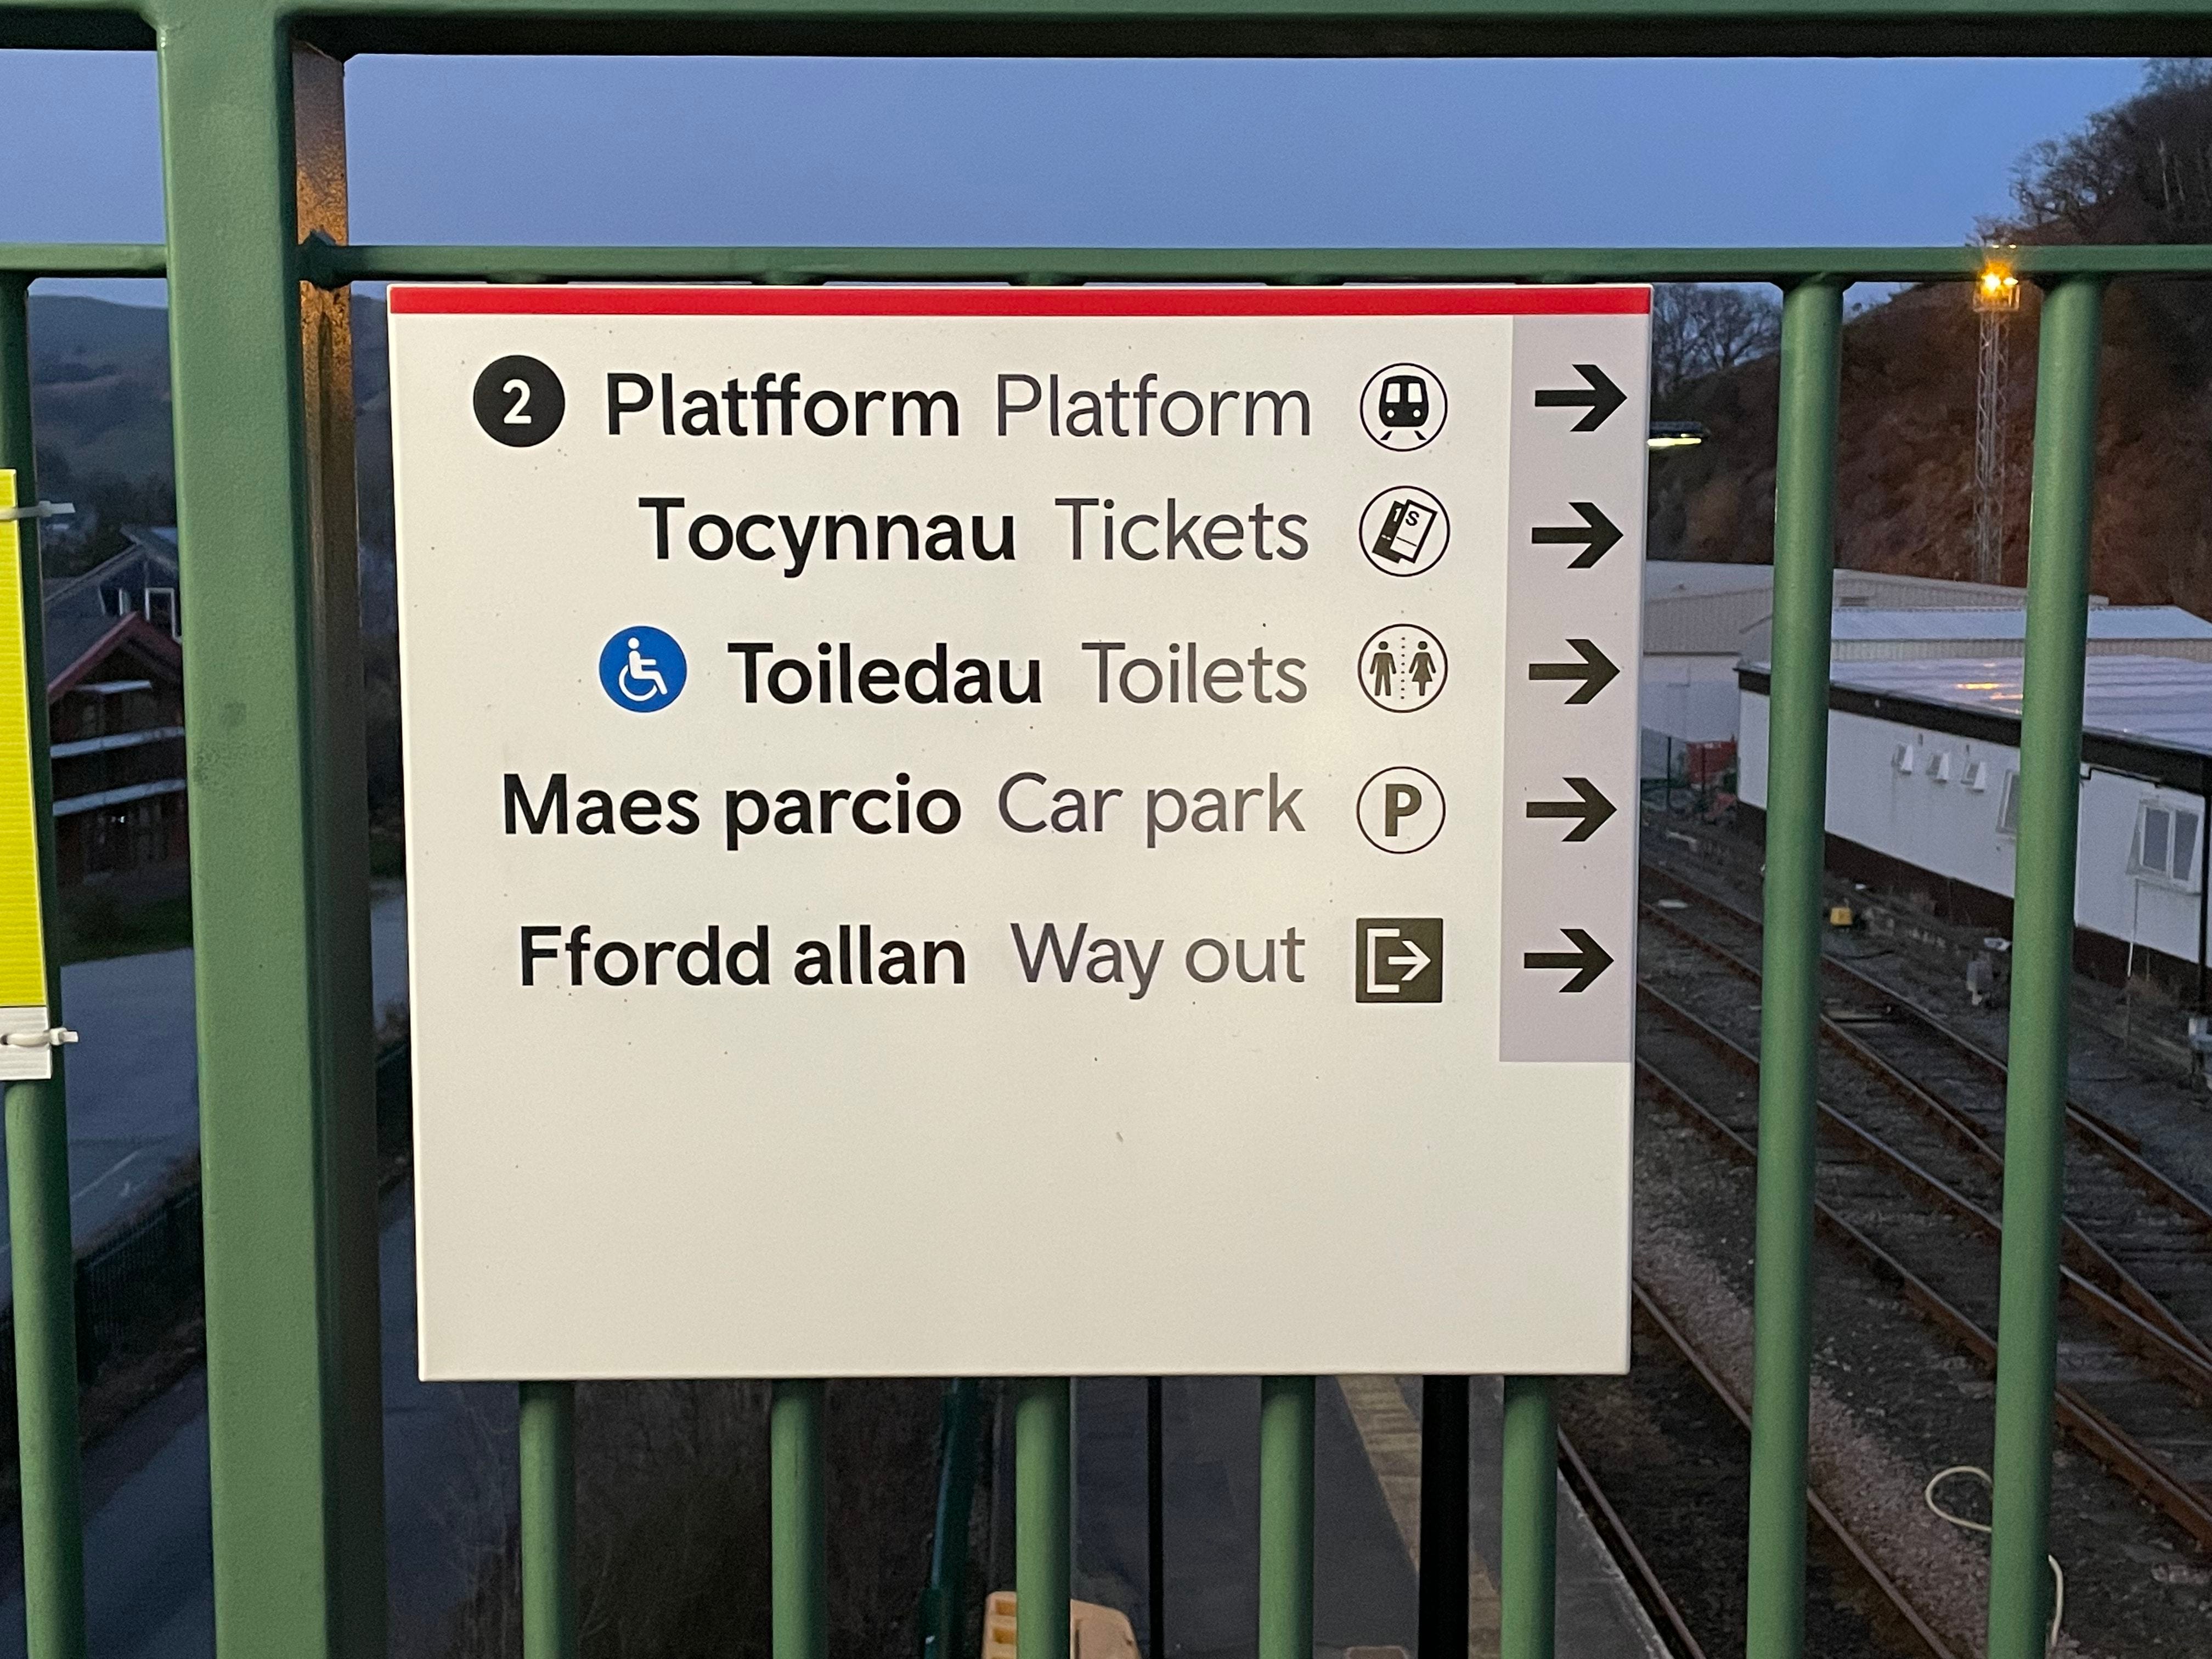 2 Platfform Platform
Tocynnau Tickets
Toiledau Toilets
Maes parcio Car park P
Ffordd allan Way out